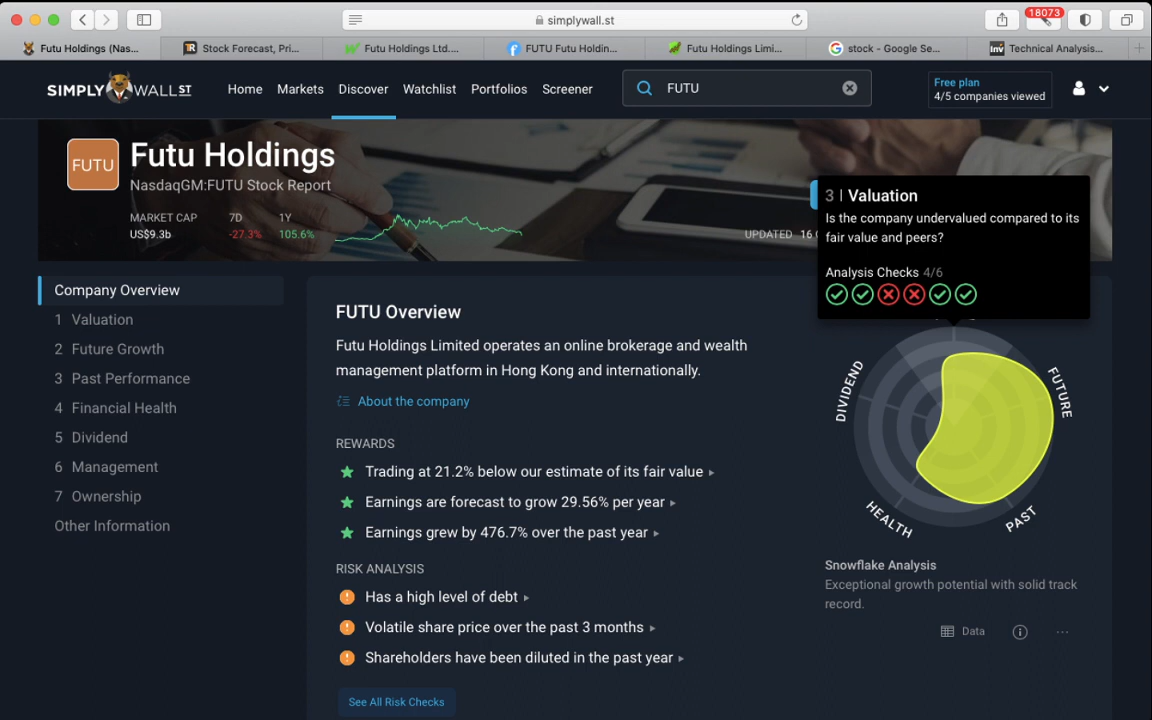 simplywall.st
18073
Futu Holdings (Nas...
Stock Forecast, Pri...
Futu Holdings Ltd....
FUTU Futu Holdin...
Futu Holdings Limi...
stock - Google Se...
Inv
Technical Analysis...
SIMPLY WALL ST
Home
Markets
Discover
Watchlist
Portfolios
Screener
FUTU
Free plan
4/5 companies viewed
FUTU
Futu Holdings
NasdaqGM:FUTU Stock Report
MARKET CAP
US$9.3b
7D
-27.3%
1Y
105.6%
UPDATED 16
3 | Valuation
Is the company undervalued compared to its
fair value and peers?
Analysis Checks 4/6
Company Overview
1 Valuation
2 Future Growth
3 Past Performance
4 Financial Health
5 Dividend
6 Management
7 Ownership
Other Information
FUTU Overview
Futu Holdings Limited operates an online brokerage and wealth
management platform in Hong Kong and internationally.
About the company
REWARDS
Trading at 21.2% below our estimate of its fair value
Earnings are forecast to grow 29.56% per year
Earnings grew by 476.7% over the past year
RISK ANALYSIS
Has a high level of debt
Volatile share price over the past 3 months
Shareholders have been diluted in the past year
See All Risk Checks
DIVIDEND
FUTURE
HEALTH
PAST
Snowflake Analysis
Exceptional growth potential with solid track
record.
Data